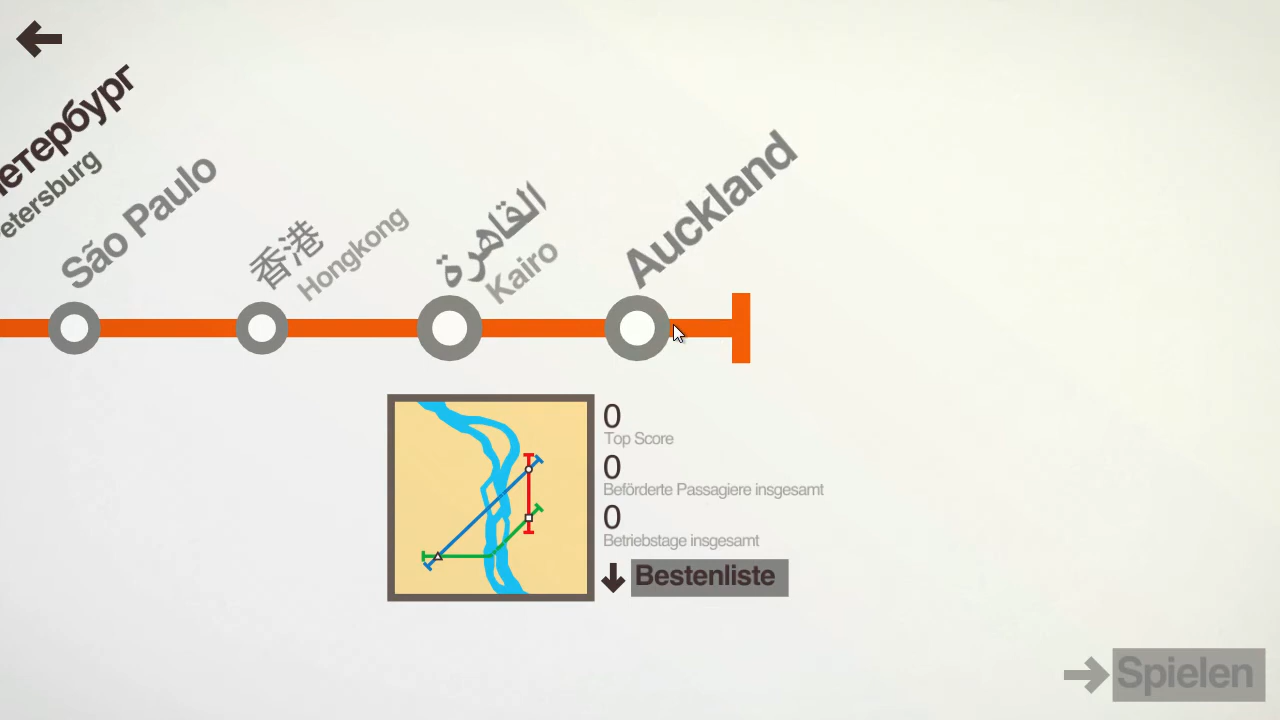 етербург
etersburg
São Paulo
香港
Hongkong
القاهرة
Kairo
Auckland
0
Top Score
0
Beförderte Passagiere insgesamt
0
Betriebstage insgesamt
Bestenliste
Spielen